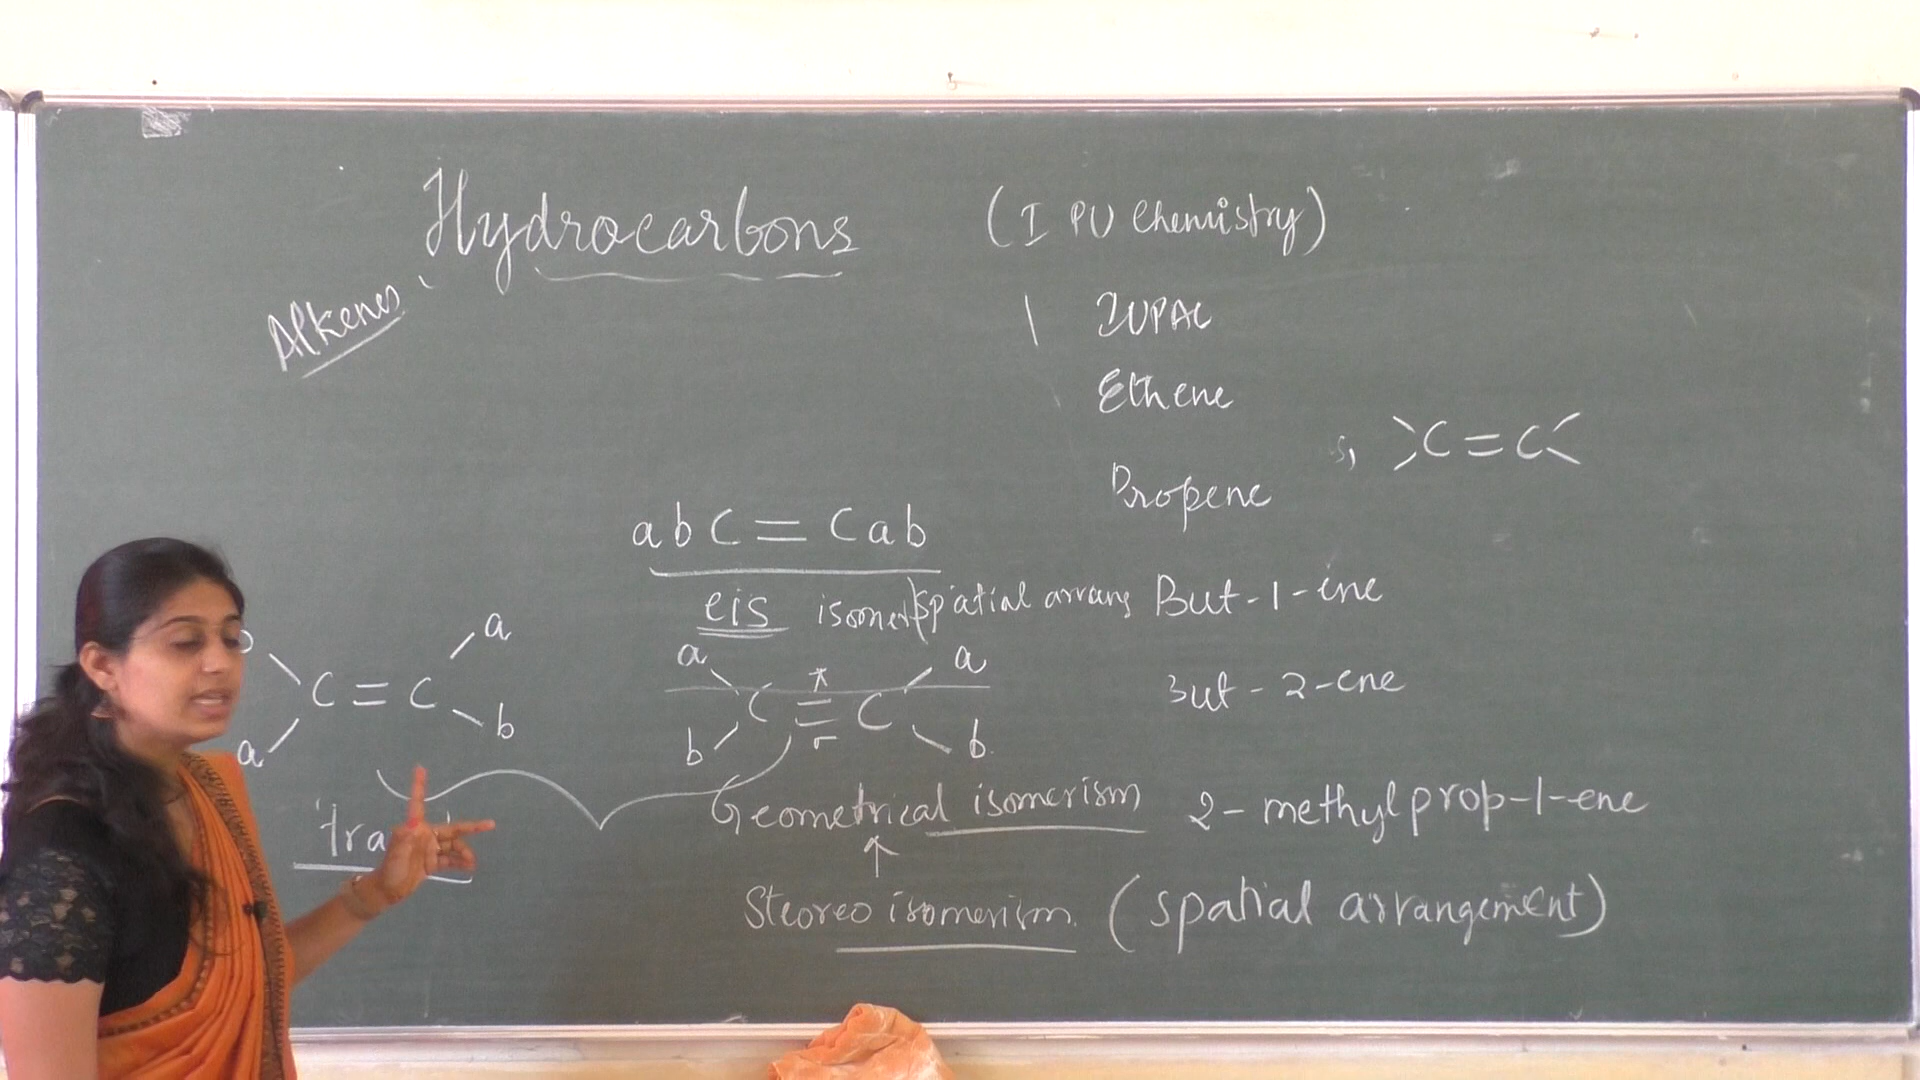 Hydrocarbons (I PU Chemistry)
Alkenes
IUPAC
Ethene
C = C
Propene
abC = Cab
cis isomer (spatial arrang
But-1-ene
a a
C = C
b b
π
σ
a
C = C
a b
But-2-ene
Geometrical isomerism
2-methylprop-1-ene
Stereo isomerism (spatial arrangement)